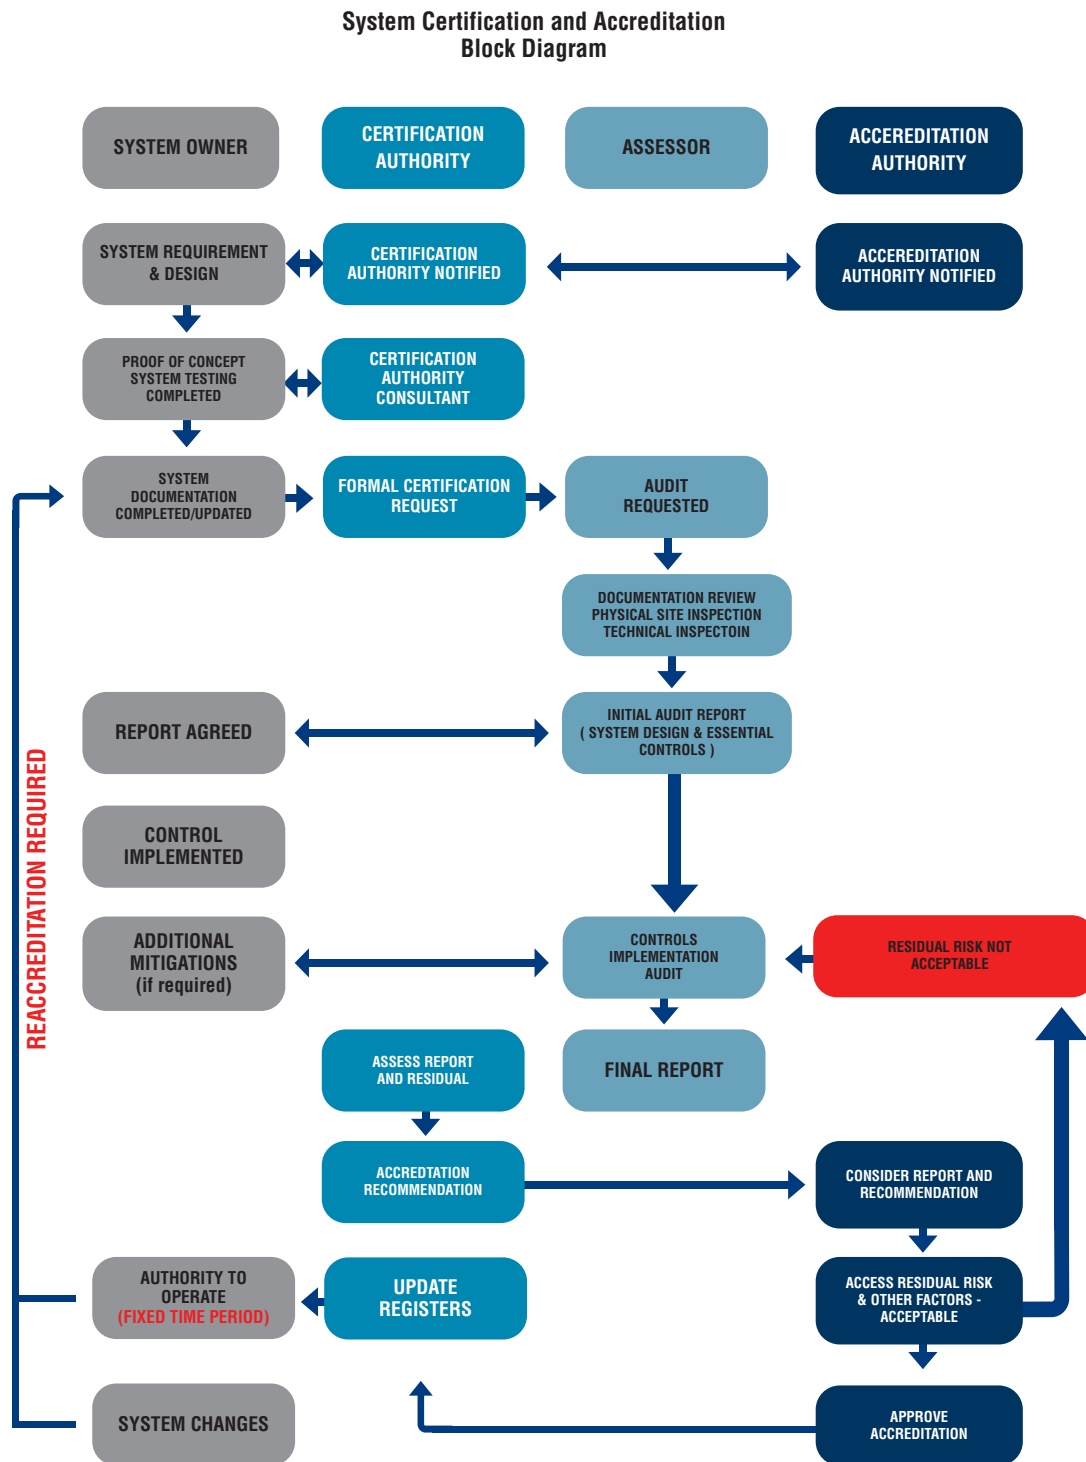 System Certification and Accreditation
Block Diagram
SYSTEM OWNER
CERTIFICATION
AUTHORITY
ASSESSOR
ACCEREDITATION
AUTHORITY
SYSTEM REQUIREMENT
& DESIGN
CERTIFICATION
AUTHORITY NOTIFIED
ACCEREDITATION
AUTHORITY NOTIFIED
PROOF OF CONCEPT
SYSTEM TESTING
COMPLETED
CERTIFICATION
AUTHORITY
CONSULTANT
SYSTEM
DOCUMENTATION
COMPLETED/UPDATED
FORMAL CERTIFICATION
REQUEST
AUDIT
REQUESTED
DOCUMENTATION REVIEW
PHYSICAL SITE INSPECTION
TECHNICAL INSPECTOIN
REPORT AGREED
INITIAL AUDIT REPORT
( SYSTEM DESIGN & ESSENTIAL
CONTROLS )
REACCREDITATION REQUIRED
CONTROL
IMPLEMENTED
ADDITIONAL
MITIGATIONS
(if required)
CONTROLS
IMPLEMENTATION
AUDIT
RESIDUAL RISK NOT
ACCEPTABLE
ASSESS REPORT
AND RESIDUAL
FINAL REPORT
ACCREDTATION
RECOMMENDATION
CONSIDER REPORT AND
RECOMMENDATION
AUTHORITY TO
OPERATE
(FIXED TIME PERIOD)
UPDATE
REGISTERS
ACCESS RESIDUAL RISK
& OTHER FACTORS -
ACCEPTABLE
SYSTEM CHANGES
APPROVE
ACCREDITATION